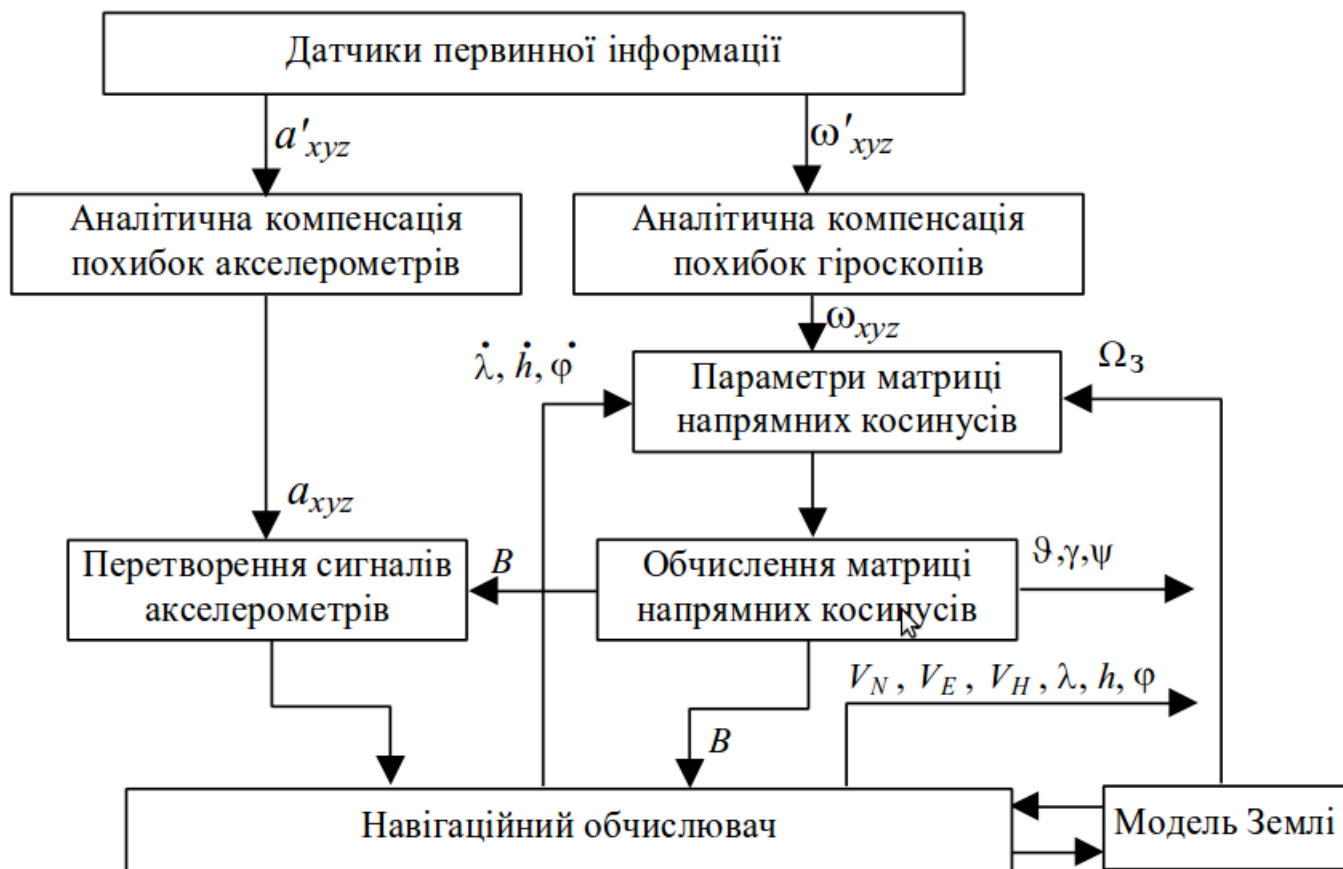 Датчики первинної інформації
a'xyz
ω'xyz
Аналітична компенсація
похибок акселерометрів
Аналітична компенсація
похибок гіроскопів
ωxyz
λ̇, ḣ, φ̇
Ωз
Параметри матриці
напрямних косинусів
axyz
Перетворення сигналів
акселерометрів
B
Обчислення матриці
напрямних косинусів
ϑ,γ,ψ
VN , VE , VH , λ, h, φ
B
Навігаційний обчислювач
Модель Землі